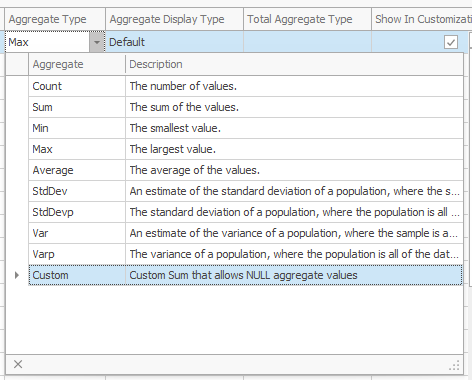 Aggregate Type Aggregate Display Type Total Aggregate Type Show In Customizati
Max Default
Aggregate Description
Count The number of values.
Sum The sum of the values.
Min The smallest value.
Max The largest value.
Average The average of the values.
StdDev An estimate of the standard deviation of a population, where the s...
StdDevp The standard deviation of a population, where the population is all ...
Var An estimate of the variance of a population, where the sample is a...
Varp The variance of a population, where the population is all of the dat...
Custom Custom Sum that allows NULL aggregate values